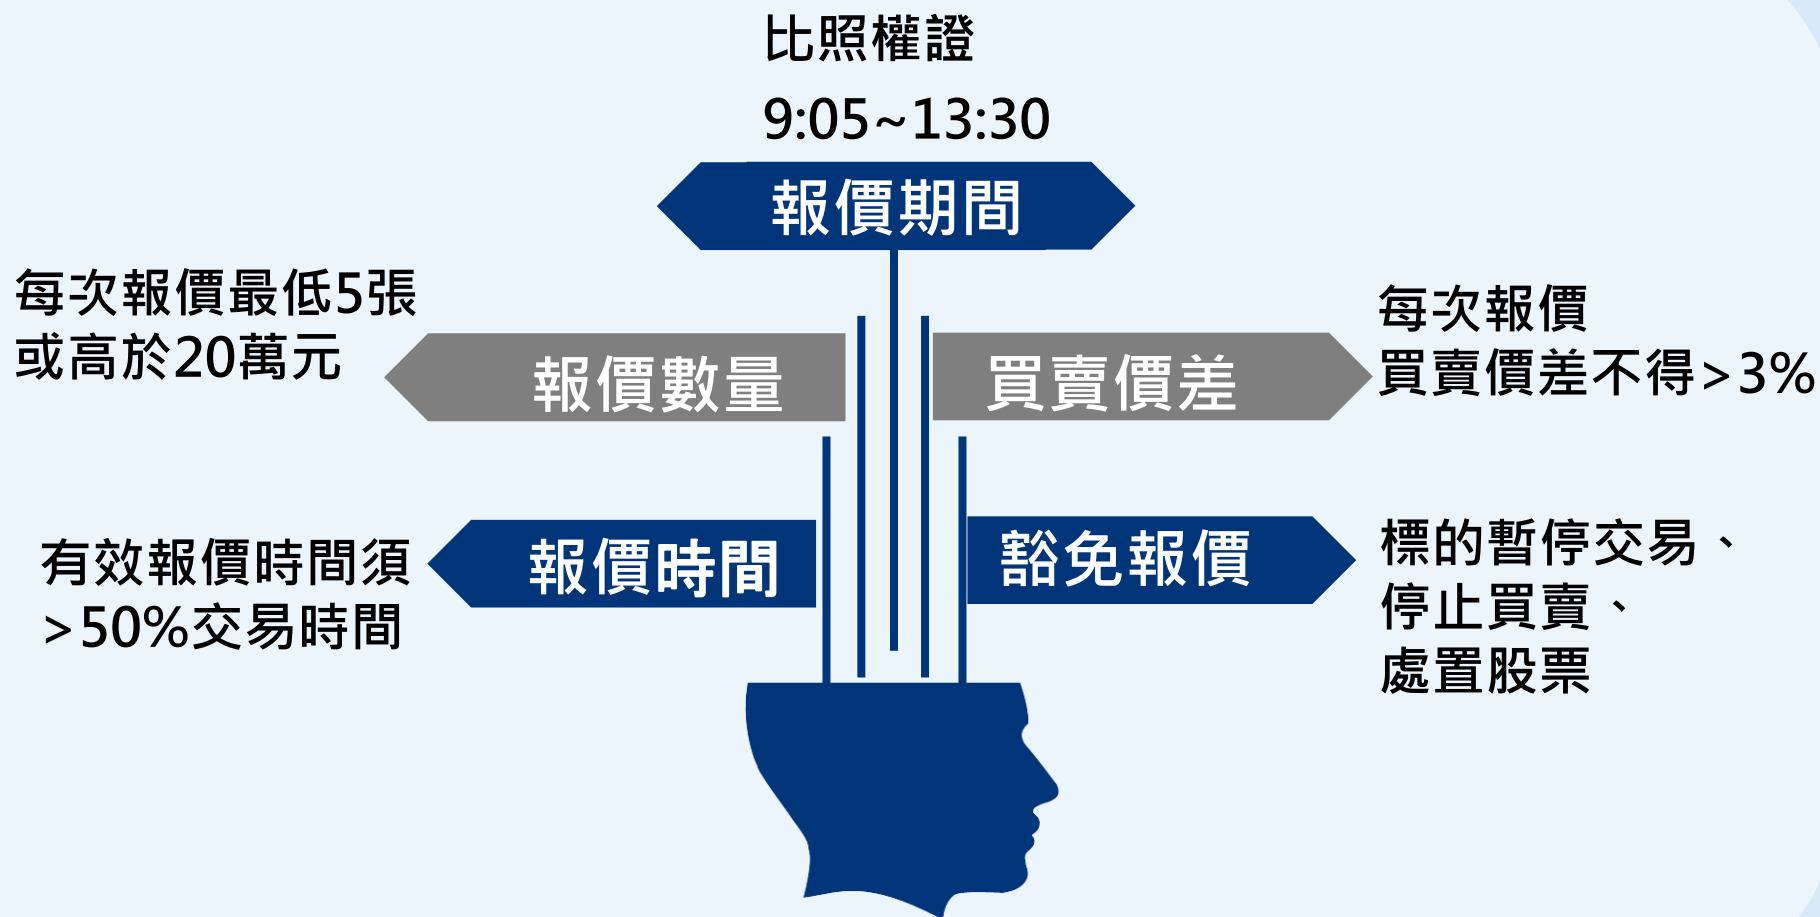 比照權證
9:05~13:30
報價期間
每次報價最低5張
或高於20萬元
報價數量
買賣價差
每次報價
買賣價差不得>3%
有效報價時間須
>50%交易時間
報價時間
豁免報價
標的暫停交易、
停止買賣、
處置股票